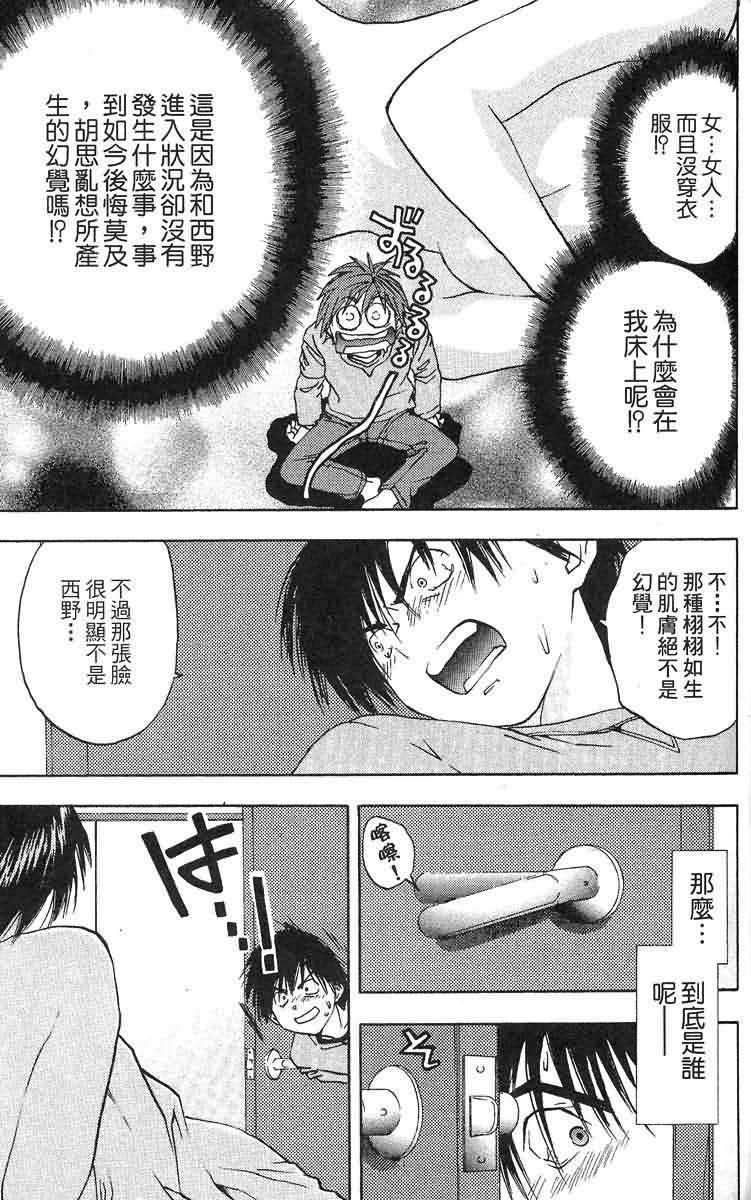 女…女人…
而且沒穿衣
服!?
為什麼會在
我床上呢!?
ずるるるるる
這是因為和西野
進入狀況卻沒有
發生什麼事，事
到如今後悔莫及
，胡思亂想所產
生的幻覺嗎!?
不…不！
那種栩栩如生
的肌膚絕不是
幻覺！
不過那張臉
很明顯不是
西野…
那麼…
到底是誰
呢—
喀嚓！
そ〜
は…!!